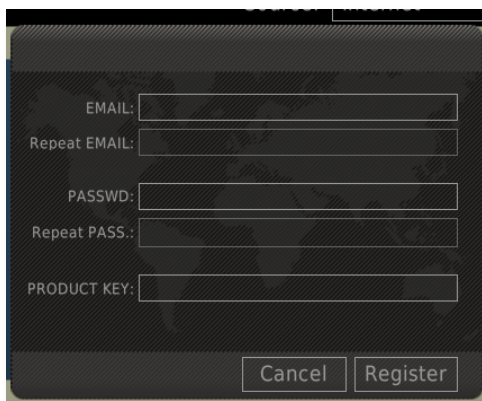 EMAIL:
Repeat EMAIL:
PASSWD:
Repeat PASS.:
PRODUCT KEY:
Cancel Register